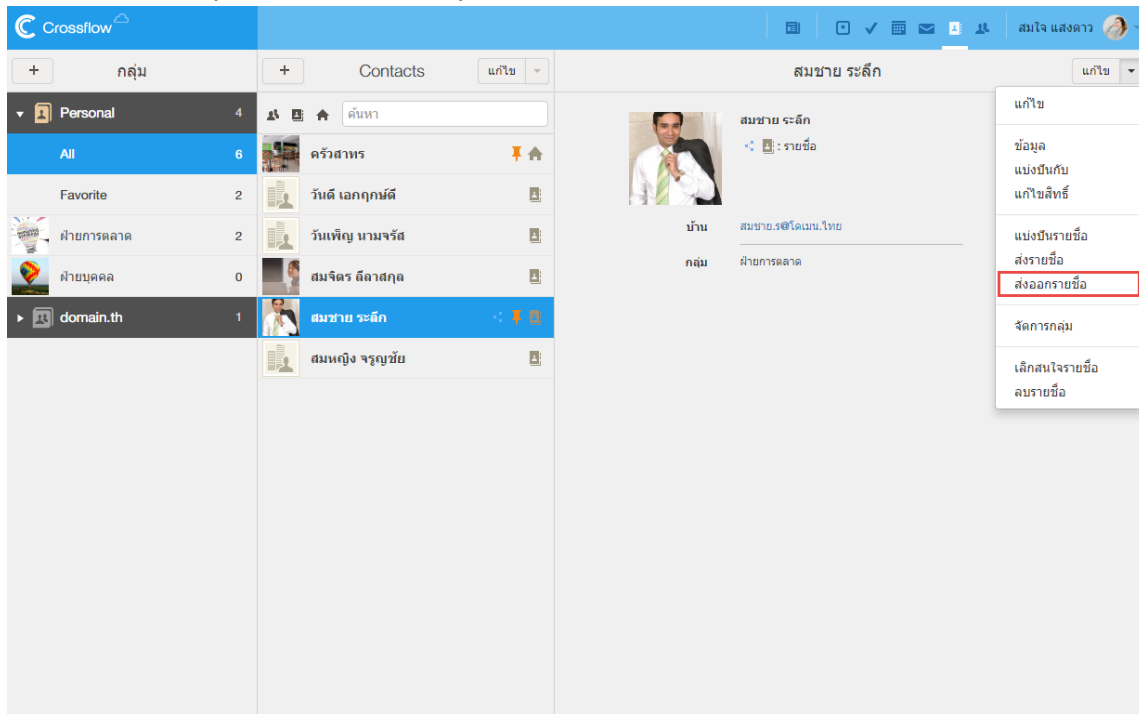 Crossflow
สมใจ แสงดาว
+ กลุ่ม
+ Contacts แก้ไข
สมชาย ระลึก แก้ไข
Personal 4
All 6
Favorite 2
ฝ่ายการตลาด 2
ฝ่ายบุคคล 0
domain.th 1
ค้นหา
ครัวสาทร
วันดี เอกฤกษ์ดี
วันเพ็ญ นามจรัส
สมจิตร ลีลาสกุล
สมชาย ระลึก
สมหญิง จรูญชัย
สมชาย ระลึก
: รายชื่อ
บ้าน สมชาย.ร@โดเมน.ไทย
กลุ่ม ฝ่ายการตลาด
แก้ไข
ข้อมูล
แบ่งปันกับ
แก้ไขสิทธิ์
แบ่งปันรายชื่อ
ส่งรายชื่อ
ส่งออกรายชื่อ
จัดการกลุ่ม
เลิกสนใจรายชื่อ
ลบรายชื่อ